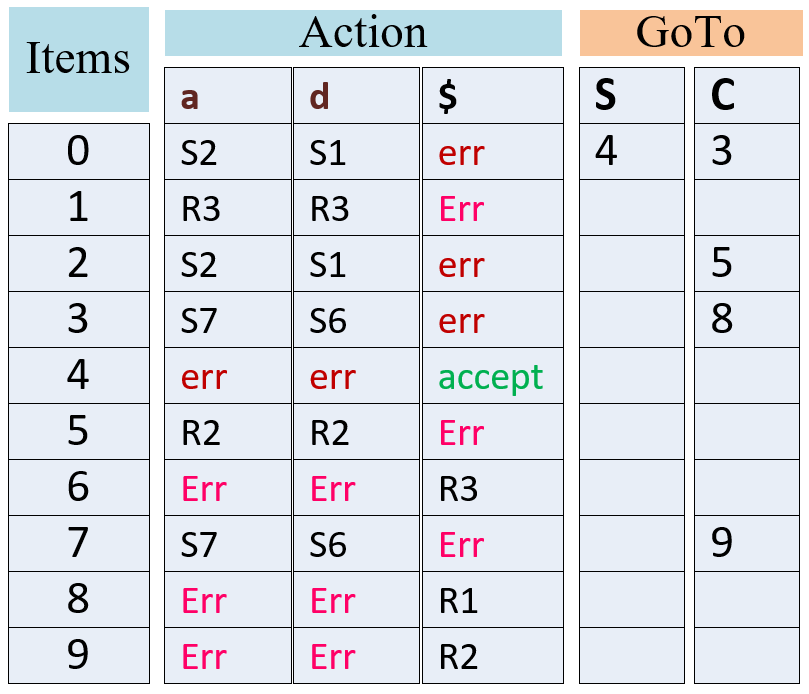 Items Action GoTo
a d $ S C
0 S2 S1 err 4 3
1 R3 R3 Err
2 S2 S1 err 5
3 S7 S6 err 8
4 err err accept
5 R2 R2 Err
6 Err Err R3
7 S7 S6 Err 9
8 Err Err R1
9 Err Err R2